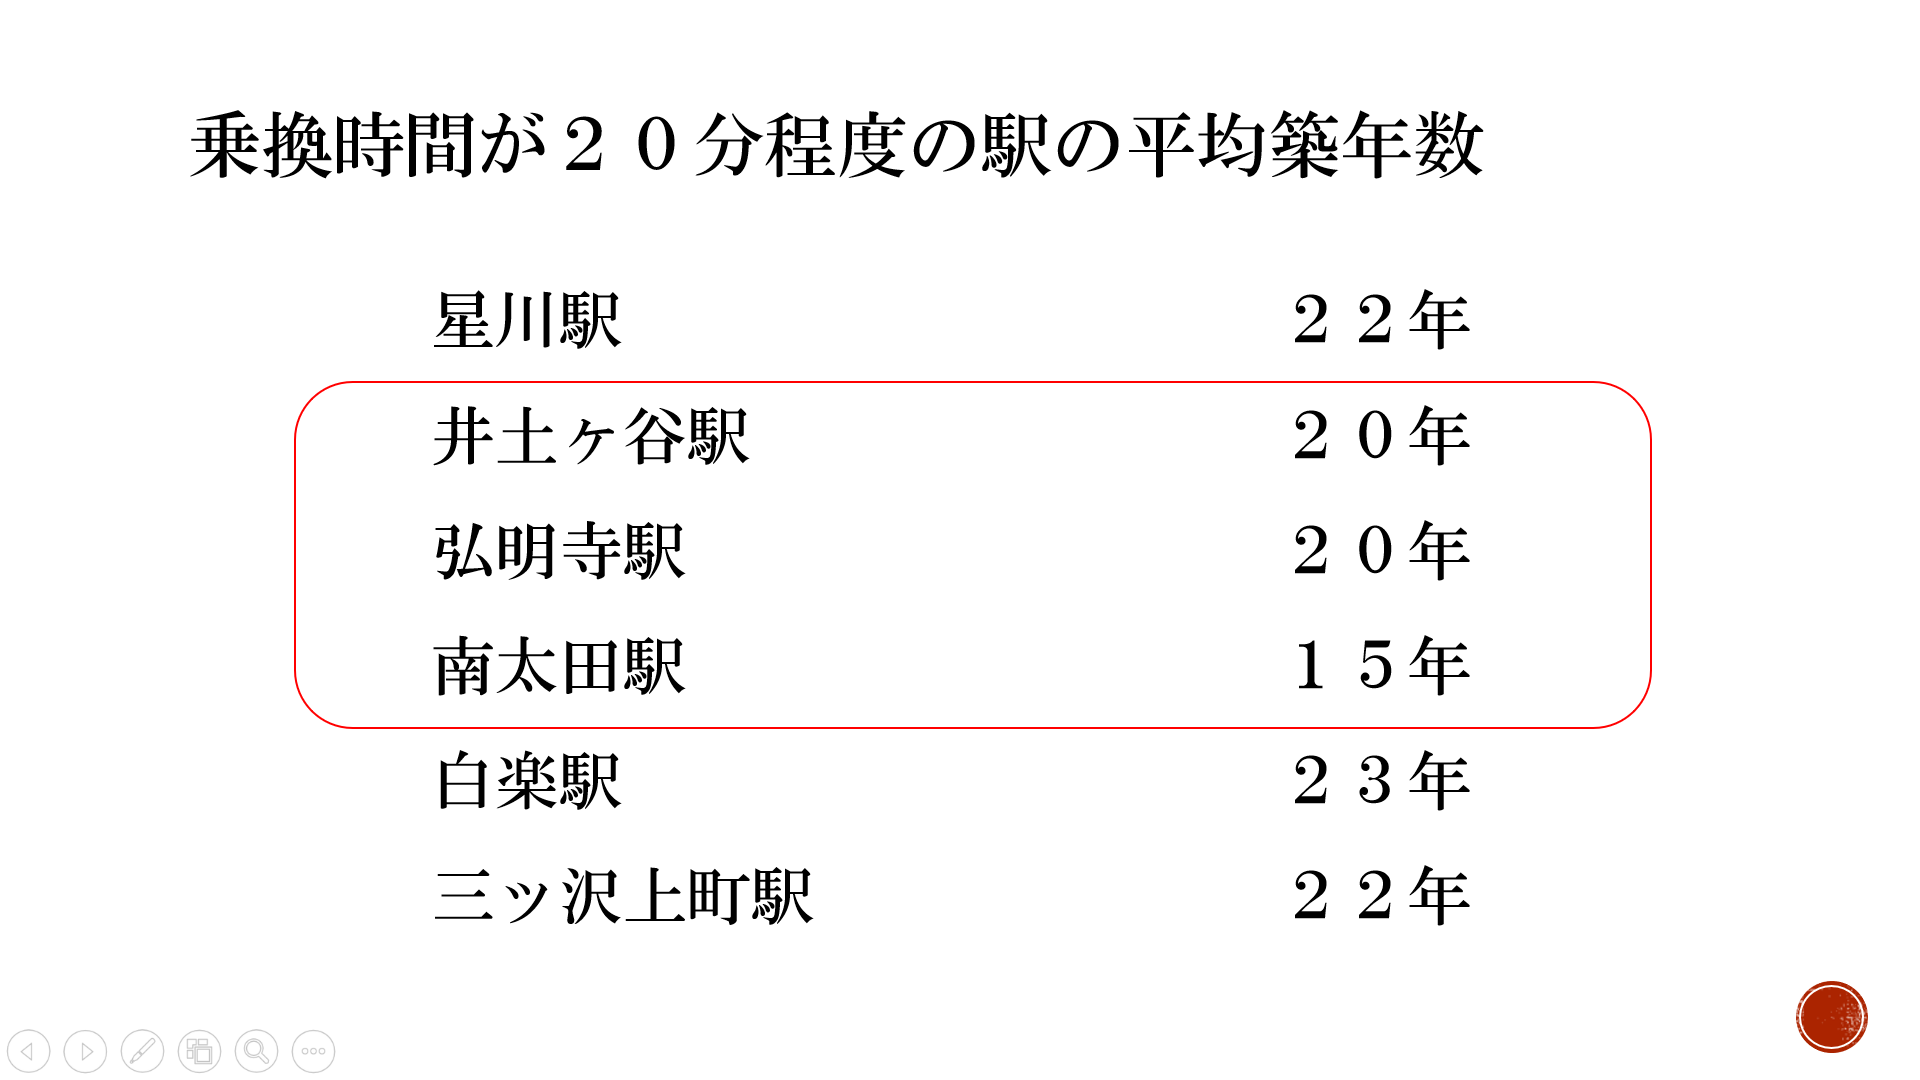 乗換時間が２０分程度の駅の平均築年数
星川駅 ２２年
井土ヶ谷駅 ２０年
弘明寺駅 ２０年
南太田駅 １５年
白楽駅 ２３年
三ッ沢上町駅 ２２年